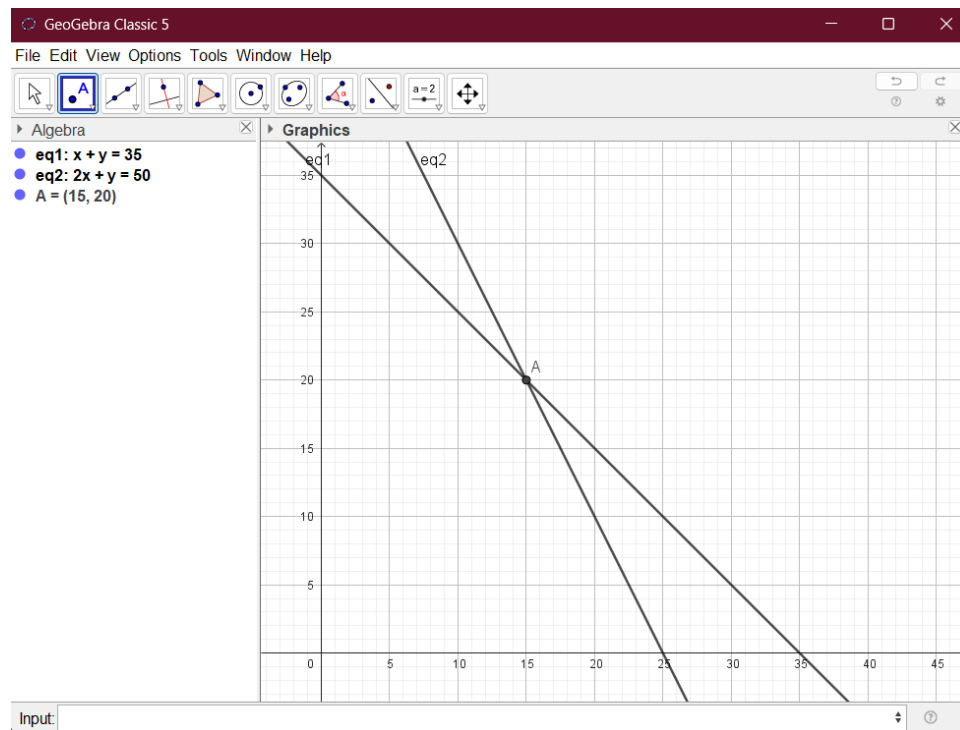 GeoGebra Classic 5
File Edit View Options Tools Window Help
A
a=2
Algebra
Graphics
eq1: x + y = 35
eq2: 2x + y = 50
A = (15, 20)
eq1
eq2
35
30
25
20
A
15
10
5
0 5 10 15 20 25 30 35 40 45
Input: